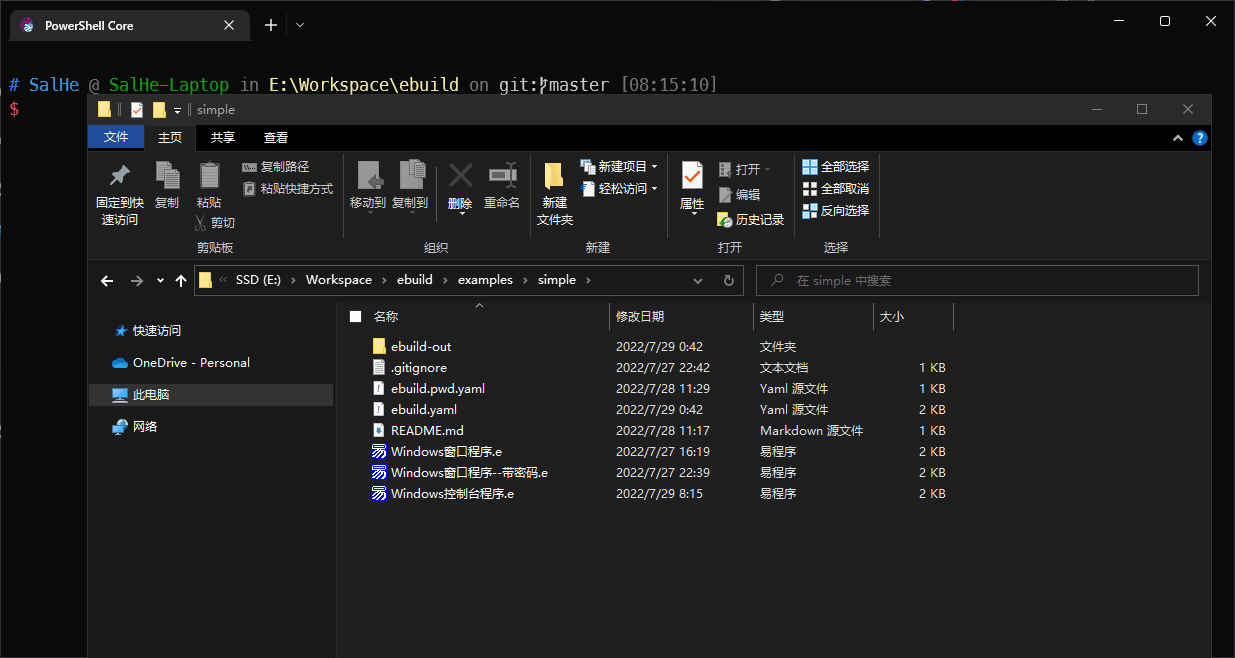 PowerShell Core
# SalHe @ SalHe-Laptop in E:\Workspace\ebuild on git:master [08:15:10]
$
simple
文件 主页 共享 查看
固定到快速访问
复制
粘贴
复制路径
粘贴快捷方式
剪切
剪贴板
移动到
复制到
删除
重命名
组织
新建文件夹
新建项目
轻松访问
新建
属性
打开
编辑
历史记录
打开
全部选择
全部取消
反向选择
选择
« SSD (E:) › Workspace › ebuild › examples › simple ›
在 simple 中搜索
快速访问
OneDrive - Personal
此电脑
网络
名称 修改日期 类型 大小
ebuild-out 2022/7/29 0:42 文件夹
.gitignore 2022/7/27 22:42 文本文档 1 KB
ebuild.pwd.yaml 2022/7/28 11:29 Yaml 源文件 1 KB
ebuild.yaml 2022/7/29 0:42 Yaml 源文件 2 KB
README.md 2022/7/28 11:17 Markdown 源文件 1 KB
Windows窗口程序.e 2022/7/27 16:19 易程序 2 KB
Windows窗口程序--带密码.e 2022/7/27 22:39 易程序 2 KB
Windows控制台程序.e 2022/7/29 8:15 易程序 2 KB